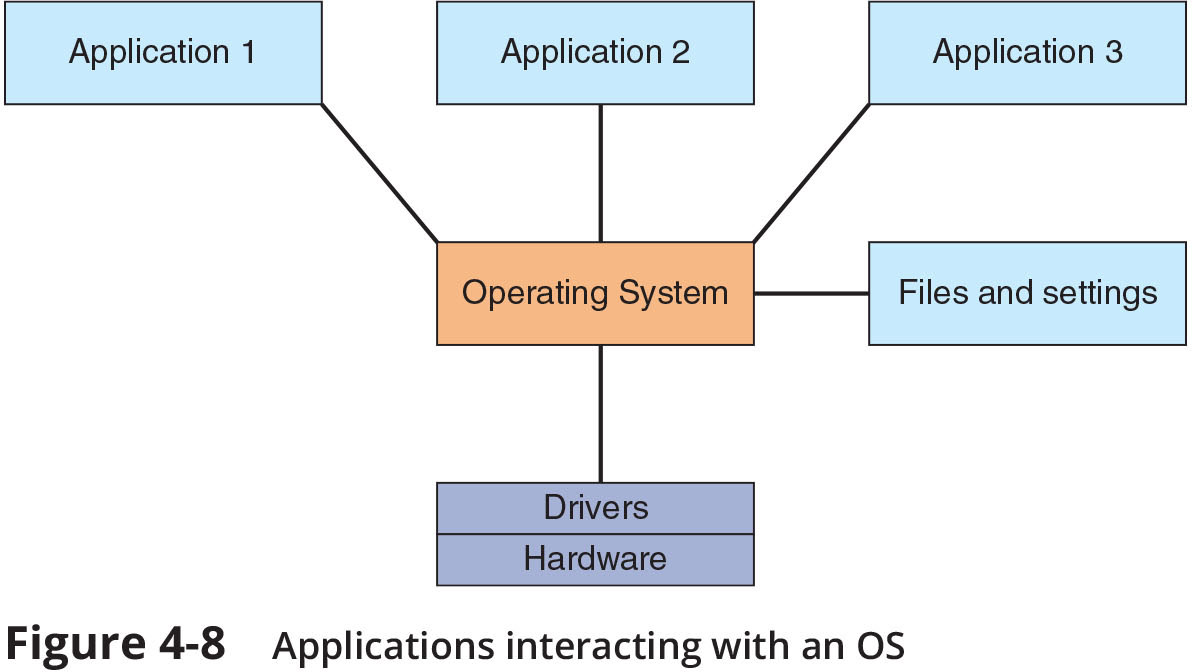 Application 1
Application 2
Application 3
Operating System
Files and settings
Drivers
Hardware
Figure 4-8 Applications interacting with an OS